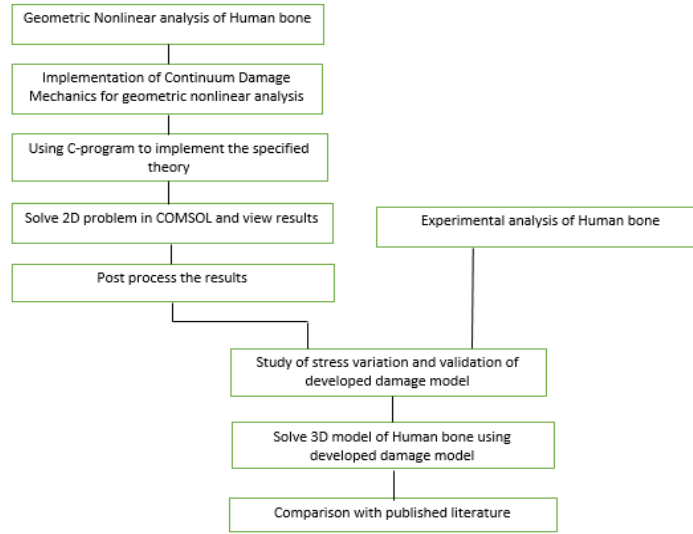 Geometric Nonlinear analysis of Human bone
Implementation of Continuum Damage
Mechanics for geometric nonlinear analysis
Using C-program to implement the specified
theory
Solve 2D problem in COMSOL and view results
Experimental analysis of Human bone
Post process the results
Study of stress variation and validation of
developed damage model
Solve 3D model of Human bone using
developed damage model
Comparison with published literature